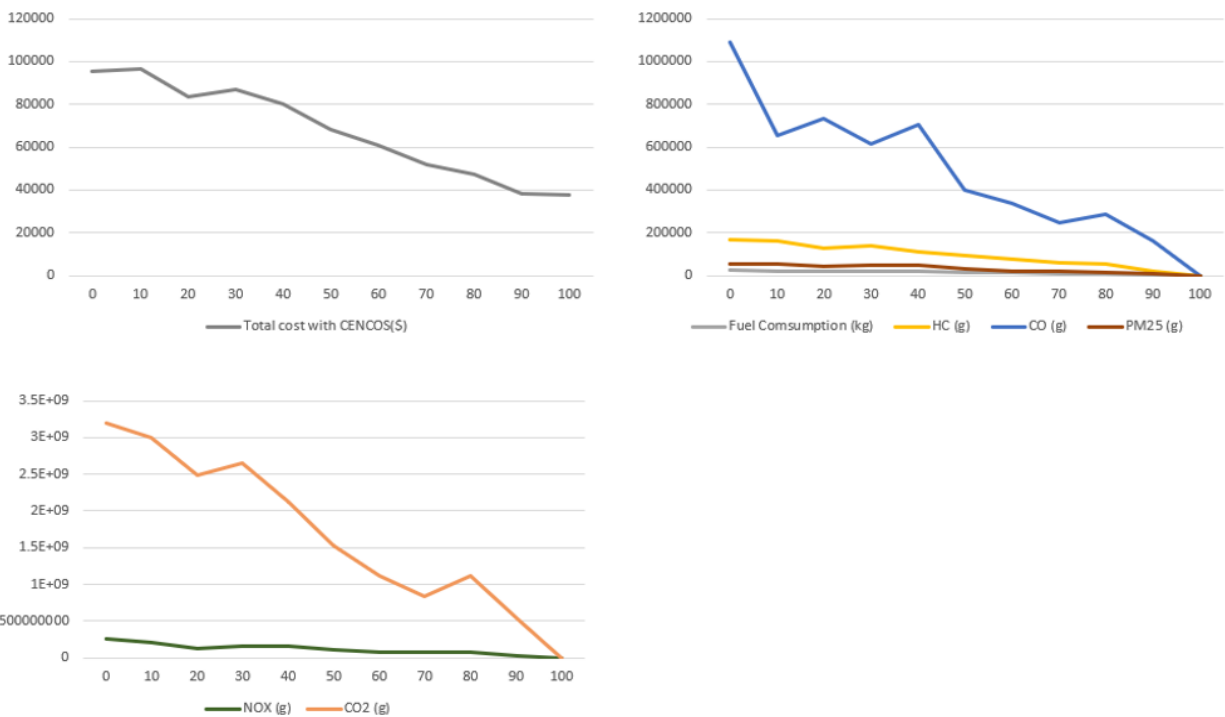 120000
100000
80000
60000
40000
20000
0
0 10 20 30 40 50 60 70 80 90 100
Total cost with CENCOS($)
1200000
1000000
800000
600000
400000
200000
0
0 10 20 30 40 50 60 70 80 90 100
Fuel Comsumption (kg) HC (g) CO (g) PM25 (g)
3.5E+09
3E+09
2.5E+09
2E+09
1.5E+09
1E+09
500000000
0
0 10 20 30 40 50 60 70 80 90 100
NOX (g) CO2 (g)